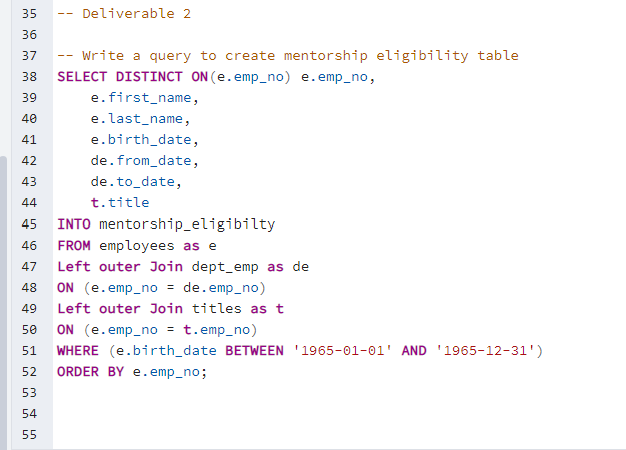 35 -- Deliverable 2
36
37 -- Write a query to create mentorship eligibility table
38 SELECT DISTINCT ON(e.emp_no) e.emp_no,
39 e.first_name,
40 e.last_name,
41 e.birth_date,
42 de.from_date,
43 de.to_date,
44 t.title
45 INTO mentorship_eligibilty
46 FROM employees as e
47 Left outer Join dept_emp as de
48 ON (e.emp_no = de.emp_no)
49 Left outer Join titles as t
50 ON (e.emp_no = t.emp_no)
51 WHERE (e.birth_date BETWEEN '1965-01-01' AND '1965-12-31')
52 ORDER BY e.emp_no;
53
54
55